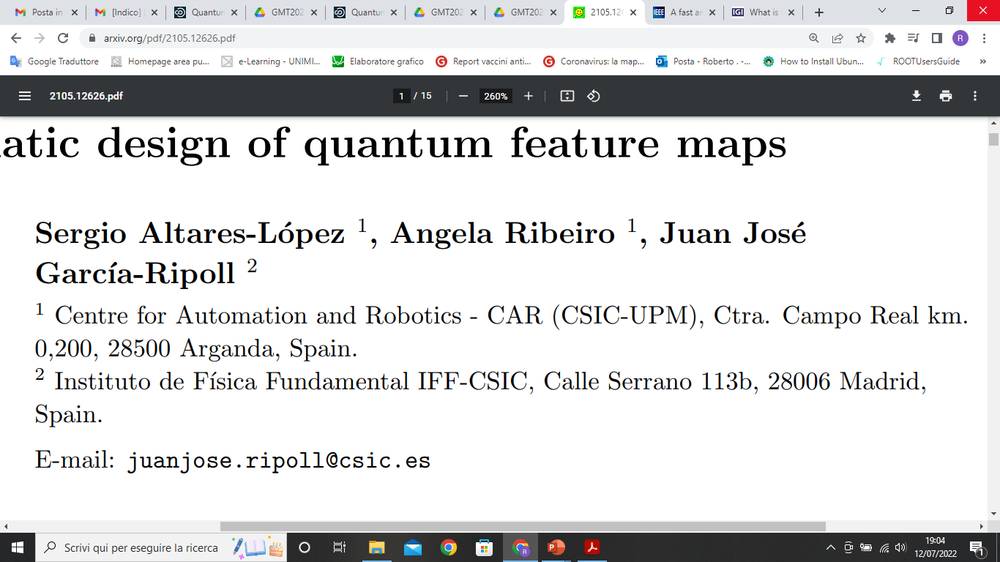 Posta in
[Indico]
Quantur
GMT202
Quantun
GMT202
GMT202
2105.126
IEEE A fast ar
IGI What is
arxiv.org/pdf/2105.12626.pdf
R
Google Traduttore
Homepage area pu...
e-Learning - UNIMI...
Elaboratore grafico
Report vaccini anti...
Coronavirus: la map...
Posta - Roberto . -...
How to Install Ubun...
ROOTUsersGuide
»
2105.12626.pdf
1 / 15
260%
atic design of quantum feature maps
Sergio Altares-López 1, Angela Ribeiro 1, Juan José
García-Ripoll 2
1 Centre for Automation and Robotics - CAR (CSIC-UPM), Ctra. Campo Real km.
0,200, 28500 Arganda, Spain.
2 Instituto de Física Fundamental IFF-CSIC, Calle Serrano 113b, 28006 Madrid,
Spain.
E-mail: juanjose.ripoll@csic.es
Scrivi qui per eseguire la ricerca
19:04
12/07/2022
1